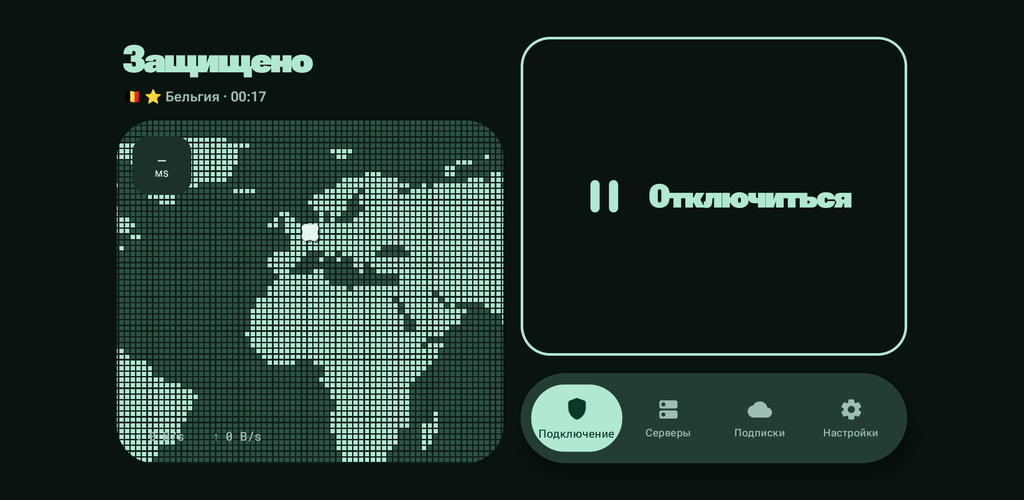 Защищено
Бельгия · 00:17
–
MS
↑ 0 B/s
Отключиться
Подключение
Серверы
Подписки
Настройки